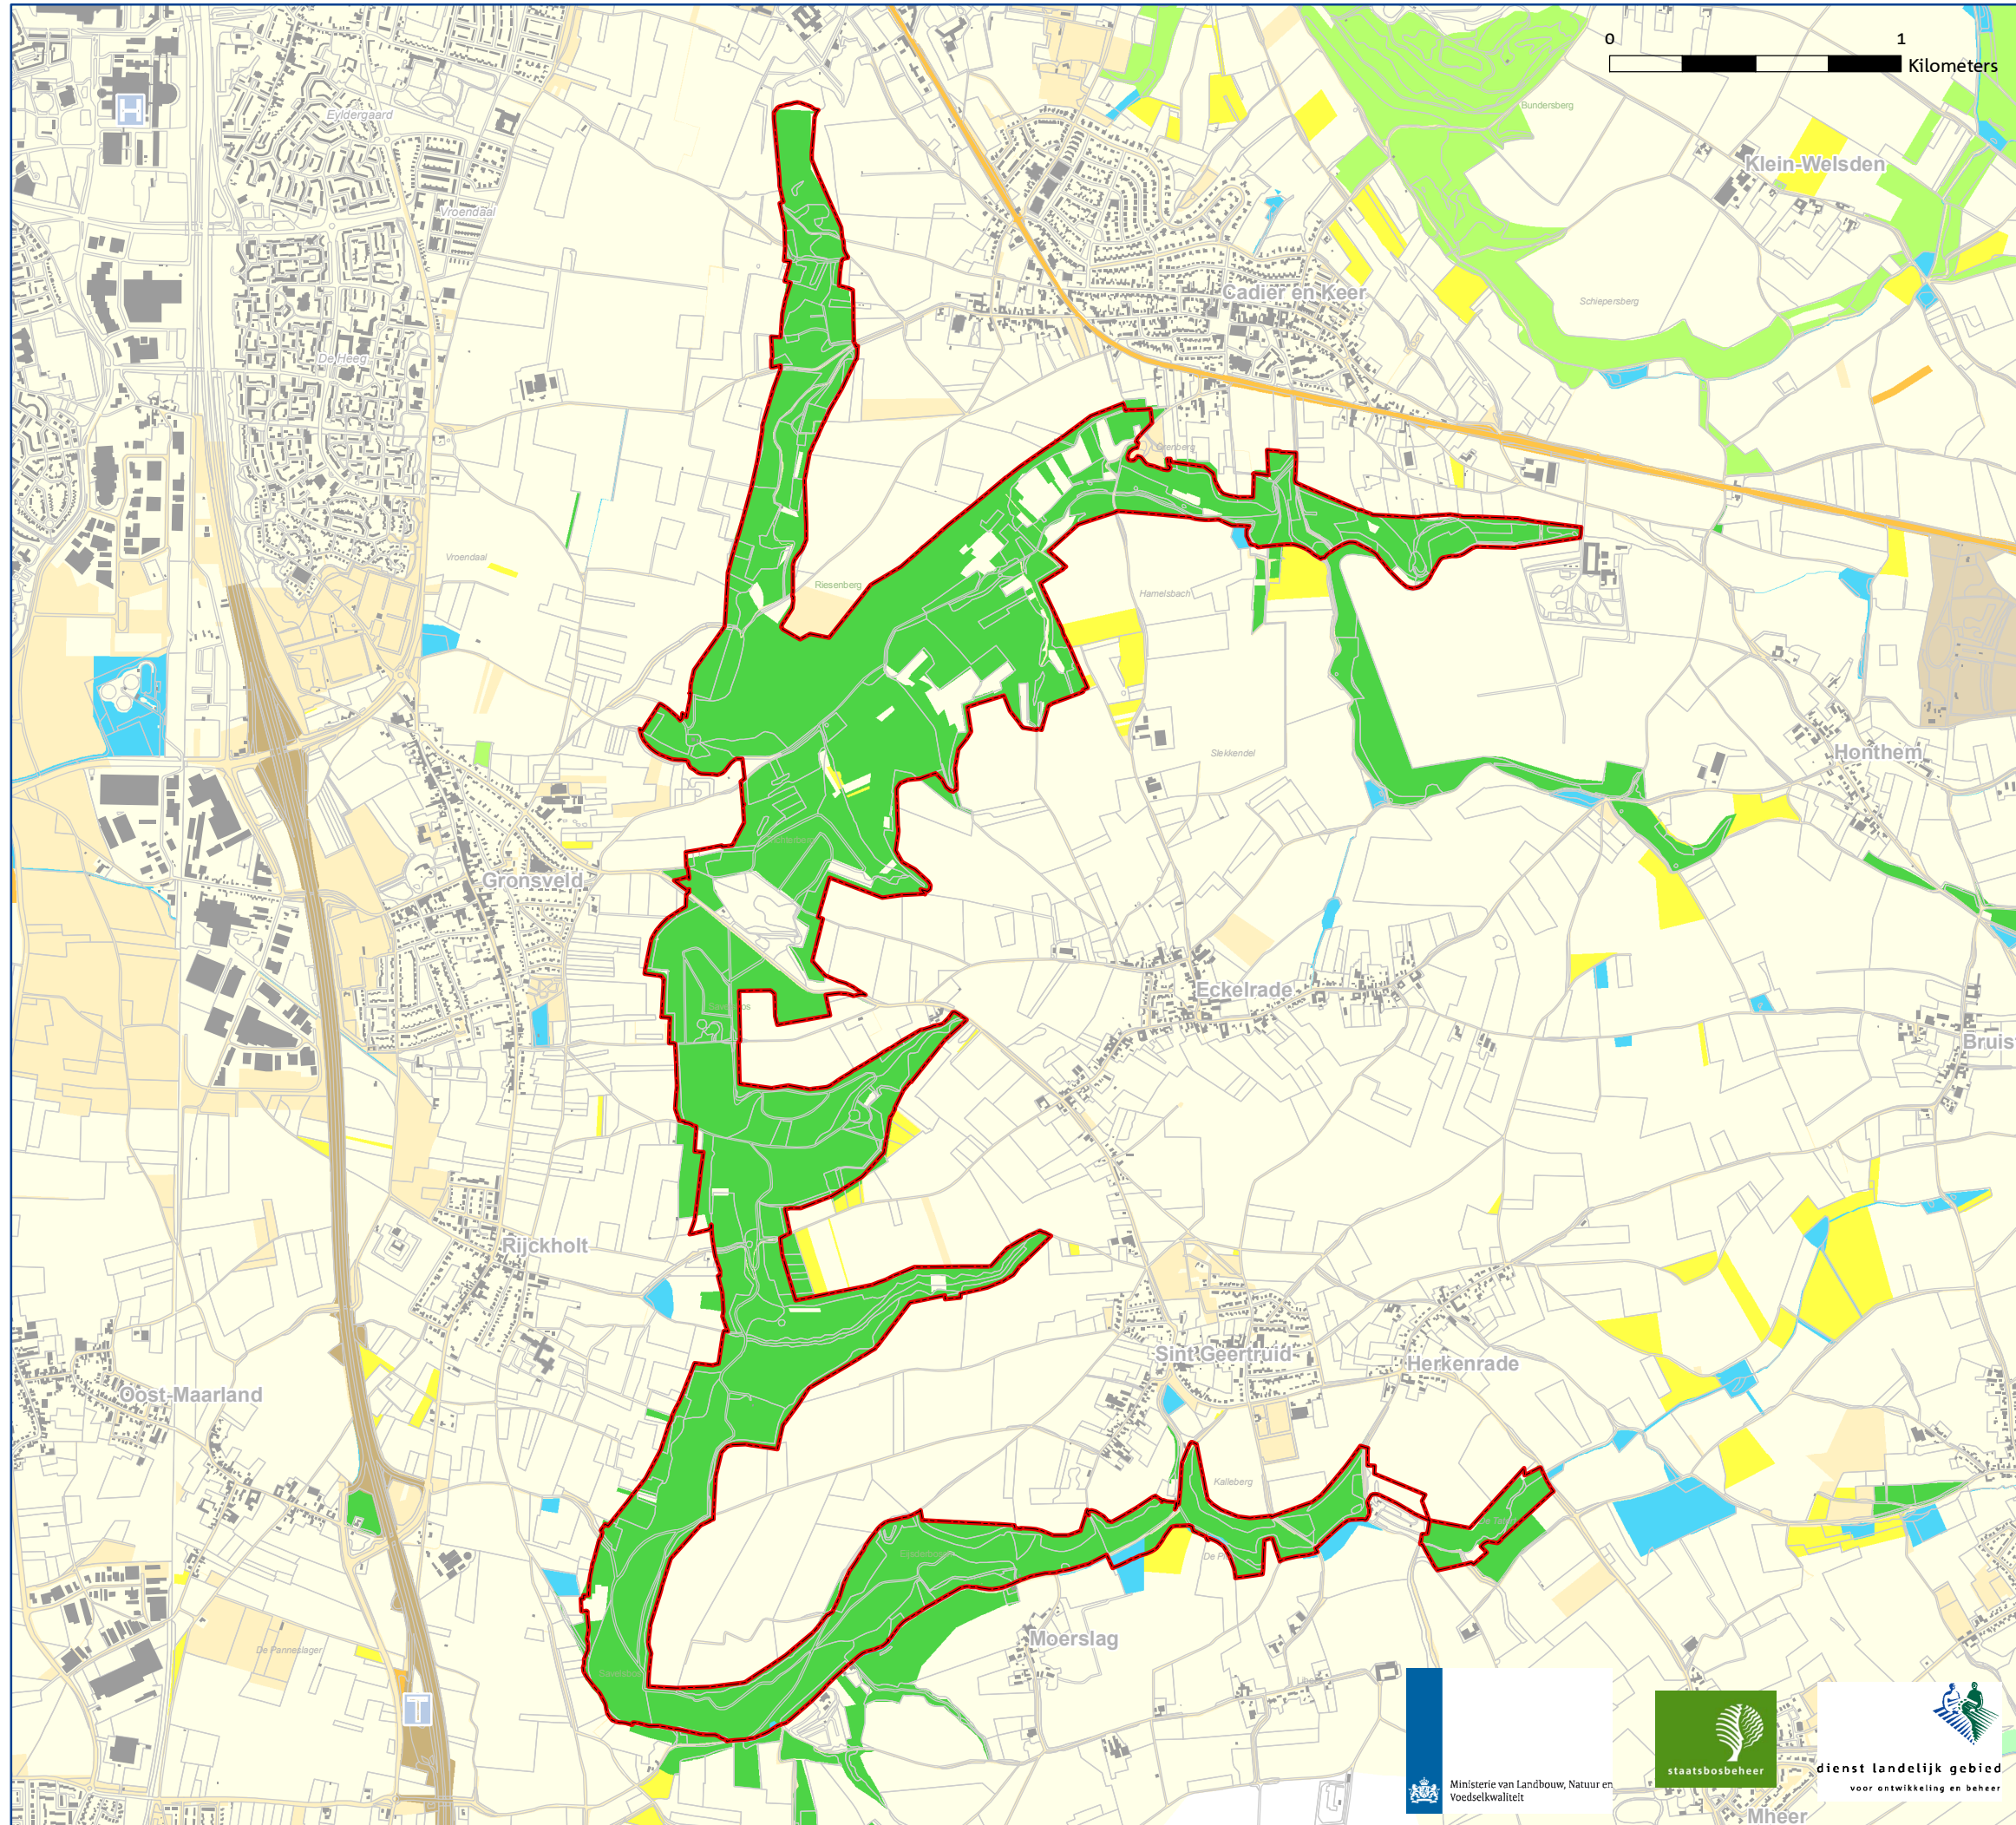 0 1
Kilometers
H
Eyldergaard
Bundersberg
Klein-Welsden
Vroendaal
Cadier en Keer
Schiepersberg
De Heeg
Vroendaal
Riesenberg
Hamelsbach
Slekkendel
Honthem
Gronsveld
Eckelrade
Rijckholt
Sint Geertruid
Herkenrade
Oost-Maarland
Kalleberg
De Panneslager
Moerslag
T
Ministerie van Landbouw, Natuur en
Voedselkwaliteit
staatsbosbeheer
dienst landelijk gebied
voor ontwikkeling en beheer
Mheer